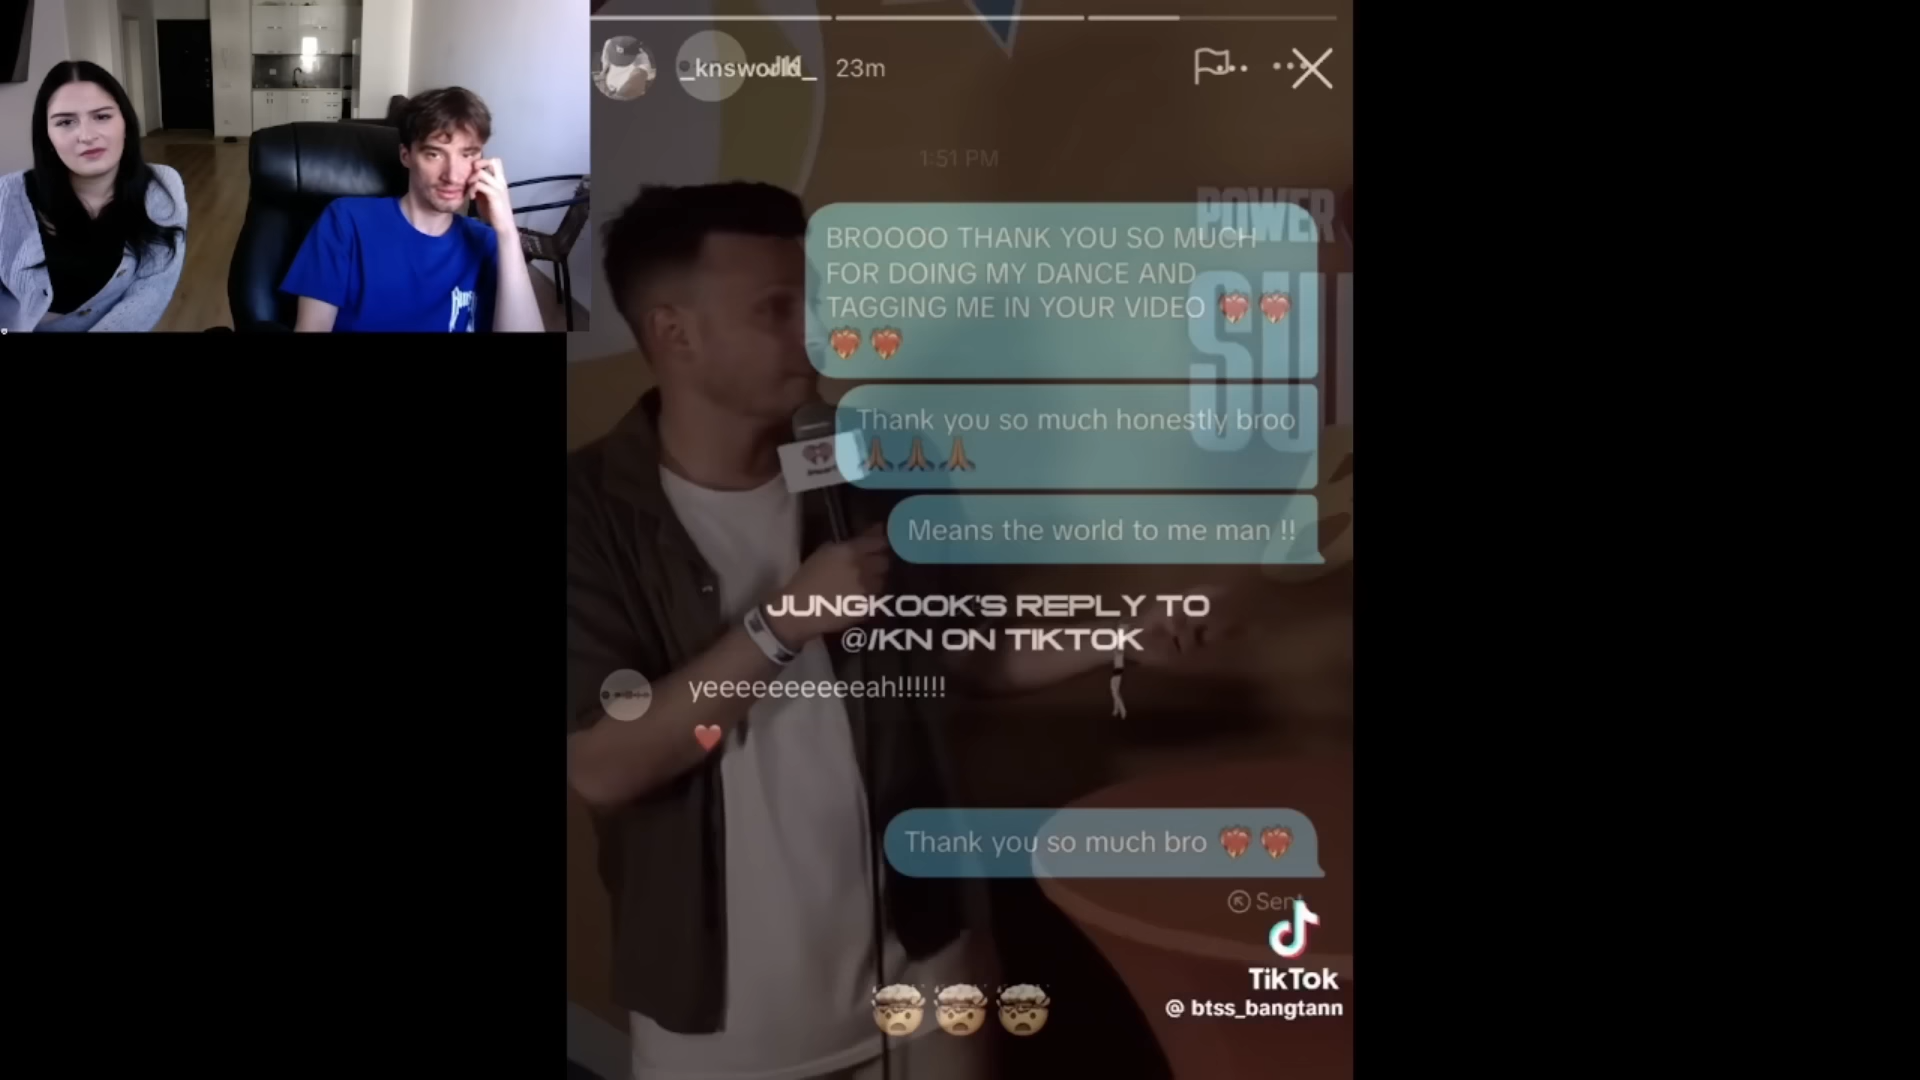 _knsworld_ 23m
1:51 PM
POWER
BROOOO THANK YOU SO MUCH
FOR DOING MY DANCE AND
TAGGING ME IN YOUR VIDEO ❤️‍🔥 ❤️‍🔥
❤️‍🔥 ❤️‍🔥
SU
Thank you so much honestly broo
🙏🏽🙏🏽🙏🏽
Means the world to me man !!
JUNGKOOK'S REPLY TO
@/KN ON TIKTOK
yeeeeeeeeeeah!!!!!!
❤️
Thank you so much bro ❤️‍🔥 ❤️‍🔥
Sent
TikTok
🤯🤯🤯
@ btss_bangtann